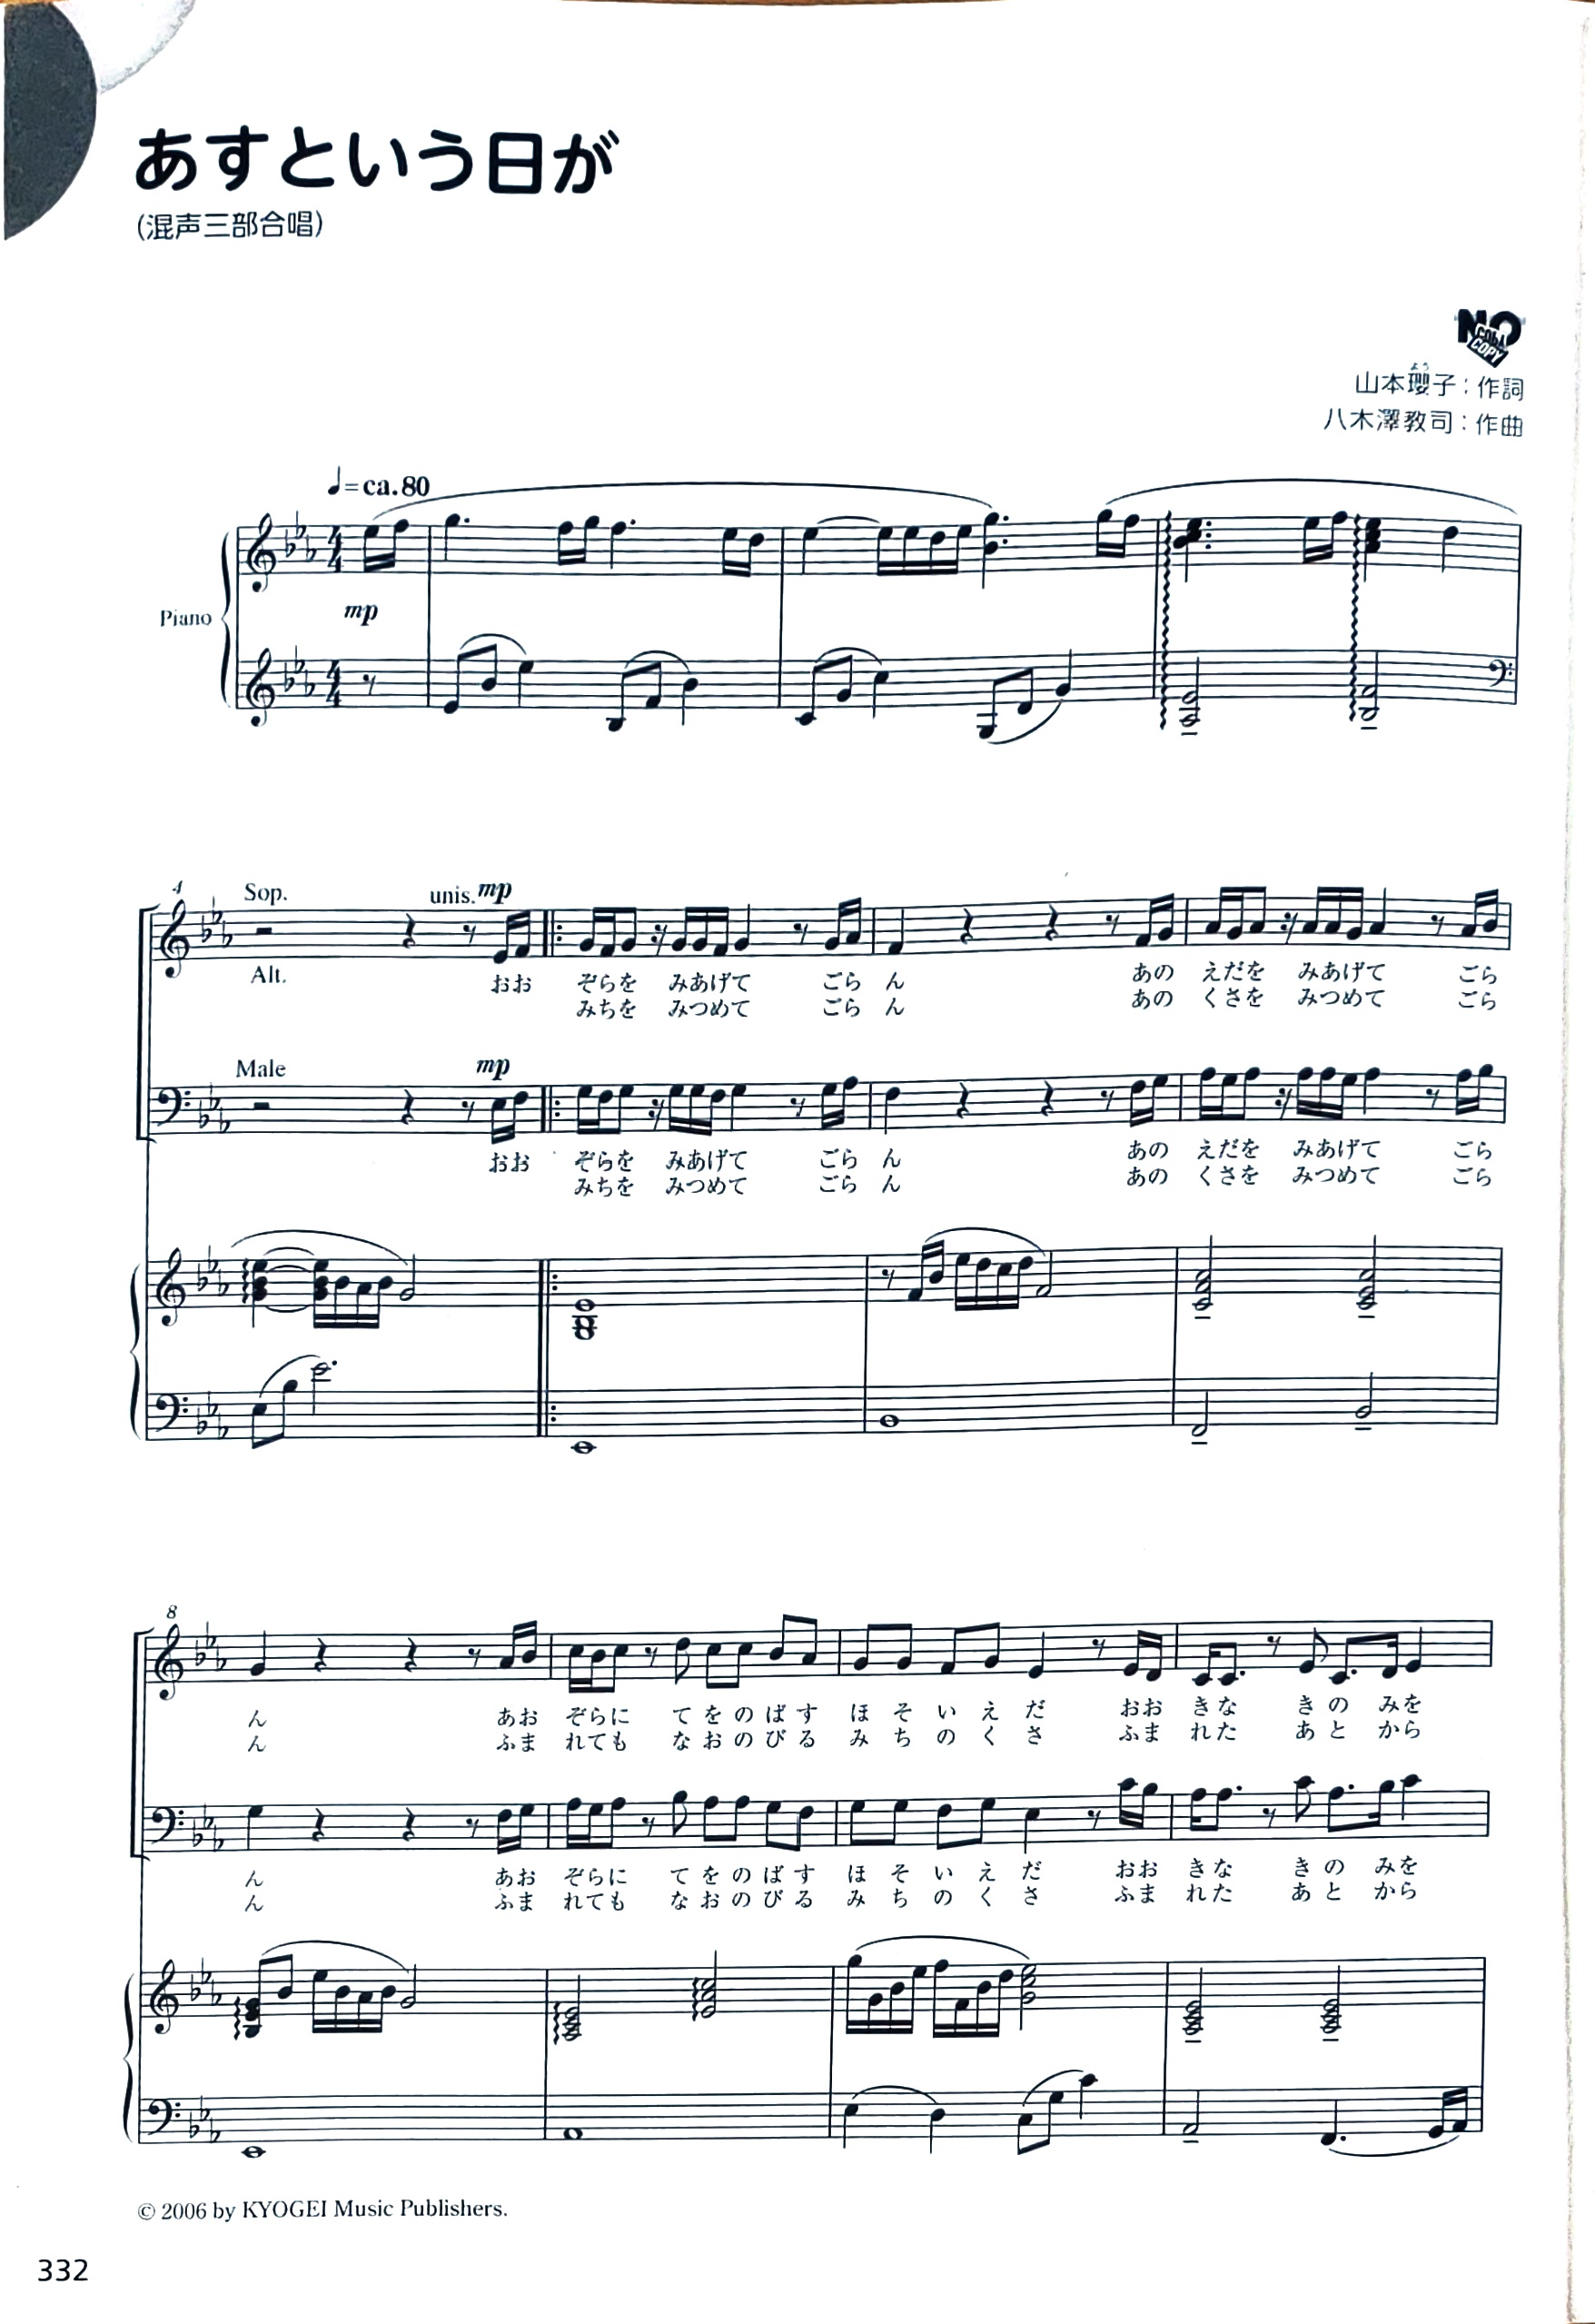 あすという日が
(混声三部合唱)
NO COPY
よう
山本瓔子:作詞
八木澤教司:作曲
♩=ca.80
Piano
mp
4
Sop.
unis. mp
Alt.
おお ぞらを みあげて ごら ん あの えだを みあげて ごら
みちを みつめて ごら ん あの くさを みつめて ごら
Male
mp
おお ぞらを みあげて ごら ん あの えだを みあげて ごら
みちを みつめて ごら ん あの くさを みつめて ごら
8
ん あお ぞらに て を の ば す ほ そ い え だ おお きな き の みを
ん ふま れても な お の び る み ち の く さ ふま れた あ と から
ん あお ぞらに て を の ば す ほ そ い え だ おお きな き の みを
ん ふま れても な お の び る み ち の く さ ふま れた あ と から
© 2006 by KYOGEI Music Publishers.
332